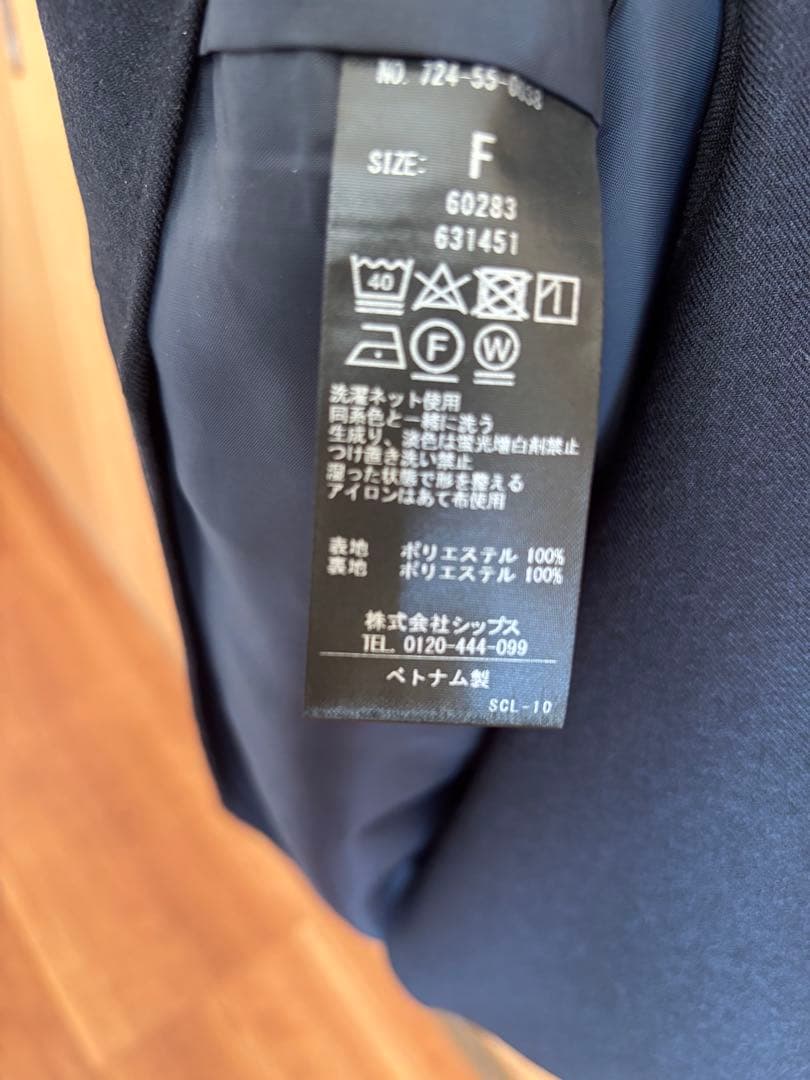 NO. 724-55-0838
SIZE: F
60283
631451
40
F W
洗濯ネット使用
同系色と一緒に洗う
生成り、淡色は蛍光増白剤禁止
つけ置き洗い禁止
湿った状態で形を整える
アイロンはあて布使用
表地 ポリエステル 100%
裏地 ポリエステル 100%
株式会社シップス
TEL. 0120-444-099
ベトナム製
SCL-10